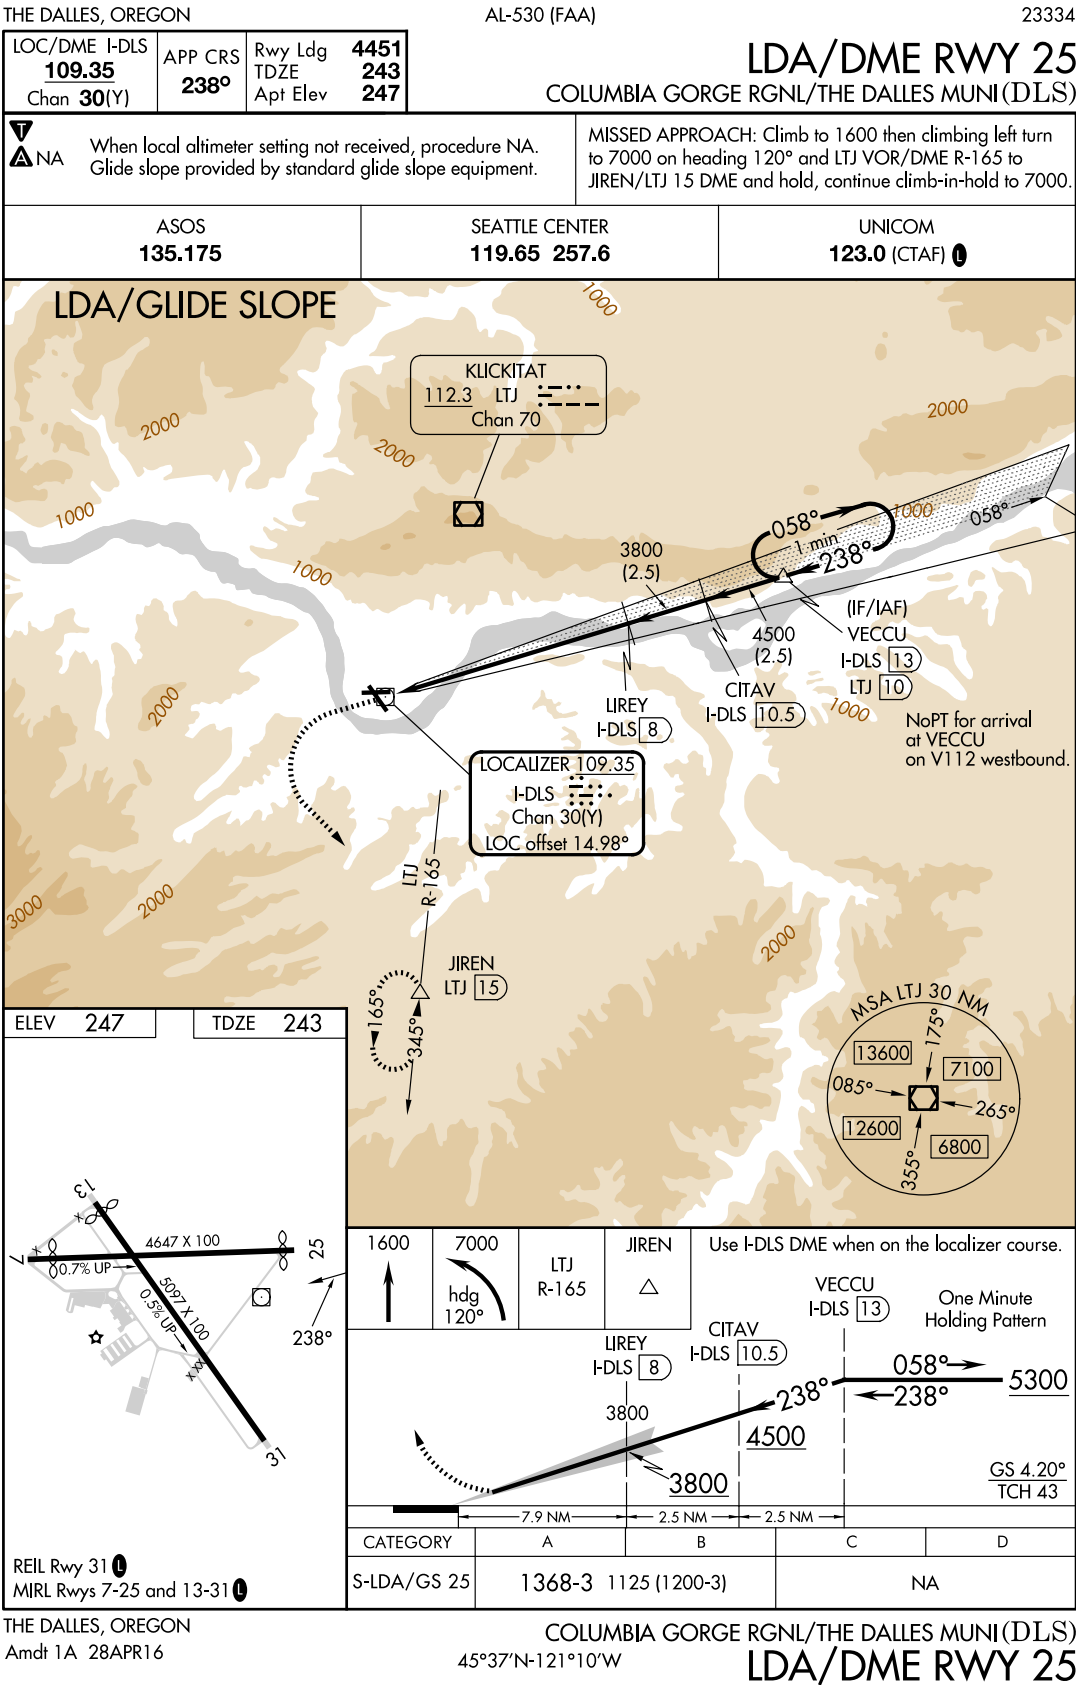 THE DALLES, OREGON
AL-530 (FAA)
23334
LOC/DME I-DLS
109.35
Chan 30(Y)
APP CRS
238°
Rwy Ldg 4451
TDZE 243
Apt Elev 247
LDA/DME RWY 25
COLUMBIA GORGE RGNL/THE DALLES MUNI (DLS)
T
A NA
When local altimeter setting not received, procedure NA.
Glide slope provided by standard glide slope equipment.
MISSED APPROACH: Climb to 1600 then climbing left turn
to 7000 on heading 120° and LTJ VOR/DME R-165 to
JIREN/LTJ 15 DME and hold, continue climb-in-hold to 7000.
ASOS
135.175
SEATTLE CENTER
119.65 257.6
UNICOM
123.0 (CTAF) L
LDA/GLIDE SLOPE
1000
KLICKITAT
112.3 LTJ
Chan 70
2000
2000
2000
1000
1000
1000
058°
1 min
238°
058°
3800
(2.5)
4500
(2.5)
(IF/IAF)
VECCU
I-DLS 13
LTJ 10
CITAV
I-DLS 10.5
LIREY
I-DLS 8
1000
2000
NoPT for arrival
at VECCU
on V112 westbound.
LOCALIZER 109.35
I-DLS
Chan 30(Y)
LOC offset 14.98°
LTJ
R-165
3000
2000
2000
JIREN
LTJ 15
165°
345°
MSA LTJ 30 NM
175°
13600
7100
085°
265°
12600
6800
355°
ELEV 247
TDZE 243
13
7
4647 X 100
25
0.7% UP
5097 X 100
0.5% UP
238°
31
REIL Rwy 31 L
MIRL Rwys 7-25 and 13-31 L
1600
7000
hdg
120°
LTJ
R-165
JIREN
Use I-DLS DME when on the localizer course.
VECCU
I-DLS 13
One Minute
Holding Pattern
LIREY
I-DLS 8
CITAV
I-DLS 10.5
058°
238°
5300
238°
3800
4500
3800
GS 4.20°
TCH 43
7.9 NM
2.5 NM
2.5 NM
CATEGORY A B C D
S-LDA/GS 25 1368-3 1125 (1200-3) NA
THE DALLES, OREGON
Amdt 1A 28APR16
45°37'N-121°10'W
COLUMBIA GORGE RGNL/THE DALLES MUNI (DLS)
LDA/DME RWY 25